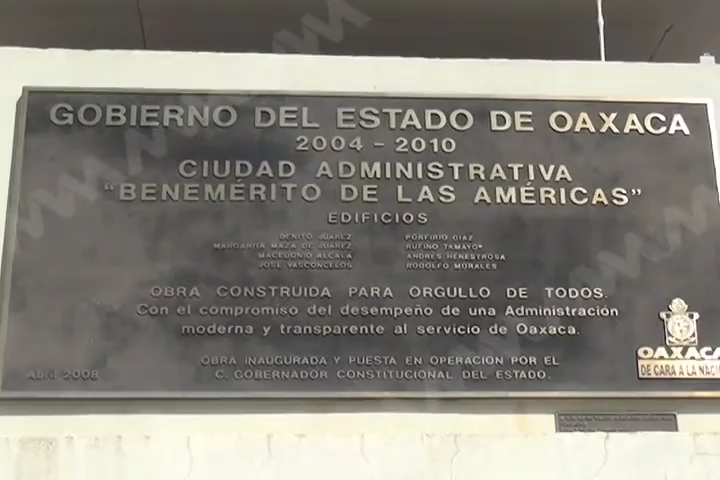 GOBIERNO DEL ESTADO DE OAXACA
2004 - 2010
CIUDAD ADMINISTRATIVA
"BENEMÉRITO DE LAS AMÉRICAS"
EDIFICIOS
BENITO JUÁREZ PORFIRIO DÍAZ
MARGARITA MAZA DE JUÁREZ RUFINO TAMAYO
MACEDONIO ALCALÁ ANDRÉS HENESTROSA
JOSÉ VASCONCELOS RODOLFO MORALES
OBRA CONSTRUIDA PARA ORGULLO DE TODOS.
Con el compromiso del desempeño de una Administración
moderna y transparente al servicio de Oaxaca.
OBRA INAUGURADA Y PUESTA EN OPERACIÓN POR EL
C. GOBERNADOR CONSTITUCIONAL DEL ESTADO.
Abril 2008
OAXACA
DE CARA A LA NACI